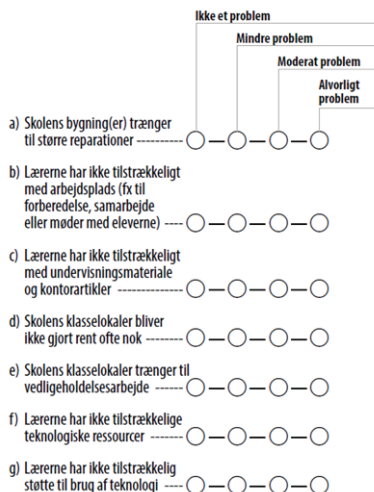 Ikke et problem
Mindre problem
Moderat problem
Alvorligt
problem
a) Skolens bygning(er) trænger
til større reparationer
b) Lærerne har ikke tilstrækkeligt
med arbejdsplads (fx til
forberedelse, samarbejde
eller møder med eleverne)
c) Lærerne har ikke tilstrækkeligt
med undervisningsmateriale
og kontorartikler
d) Skolens klasselokaler bliver
ikke gjort rent ofte nok
e) Skolens klasselokaler trænger til
vedligeholdelsesarbejde
f) Lærerne har ikke tilstrækkelige
teknologiske ressourcer
g) Lærerne har ikke tilstrækkelig
støtte til brug af teknologi